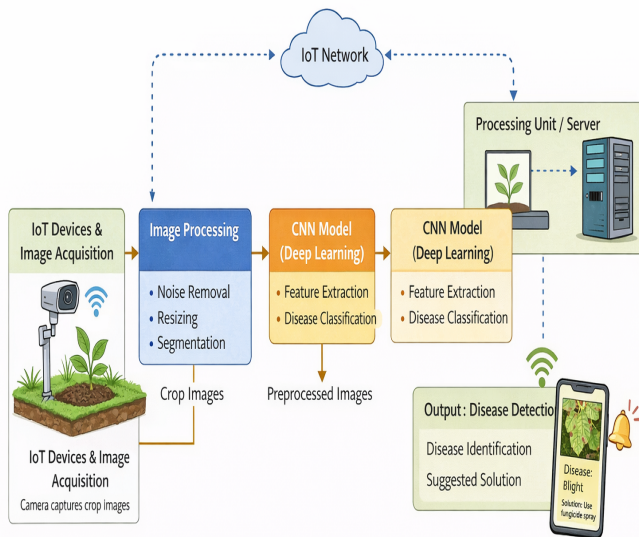 IoT Network
Processing Unit / Server
IoT Devices &
Image Acquisition
Image Processing
• Noise Removal
• Resizing
• Segmentation
CNN Model
(Deep Learning)
• Feature Extraction
• Disease Classification
CNN Model
(Deep Learning)
• Feature Extraction
• Disease Classification
Crop Images
Preprocessed Images
IoT Devices & Image
Acquisition
Camera captures crop images
Output : Disease Detectio
Disease Identification
Suggested Solution
Disease:
Blight
Solution: Use
fungicide spray